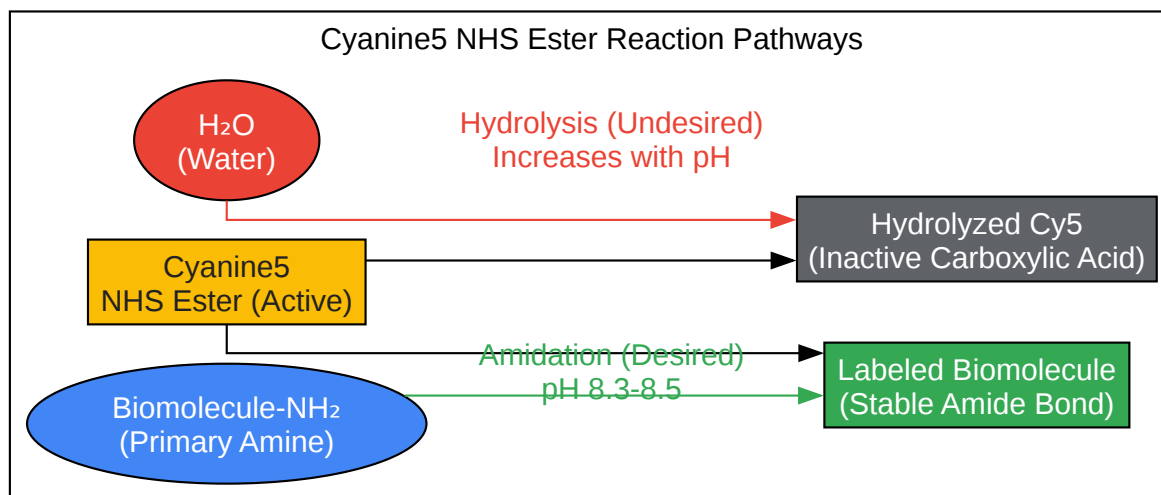 Cyanine5 NHS Ester Reaction Pathways
H₂O
(Water)
Hydrolysis (Undesired)
Increases with pH
Hydrolyzed Cy5
(Inactive Carboxylic Acid)
Cyanine5
NHS Ester (Active)
Amidation (Desired)
pH 8.3-8.5
Labeled Biomolecule
(Stable Amide Bond)
Biomolecule-NH₂
(Primary Amine)